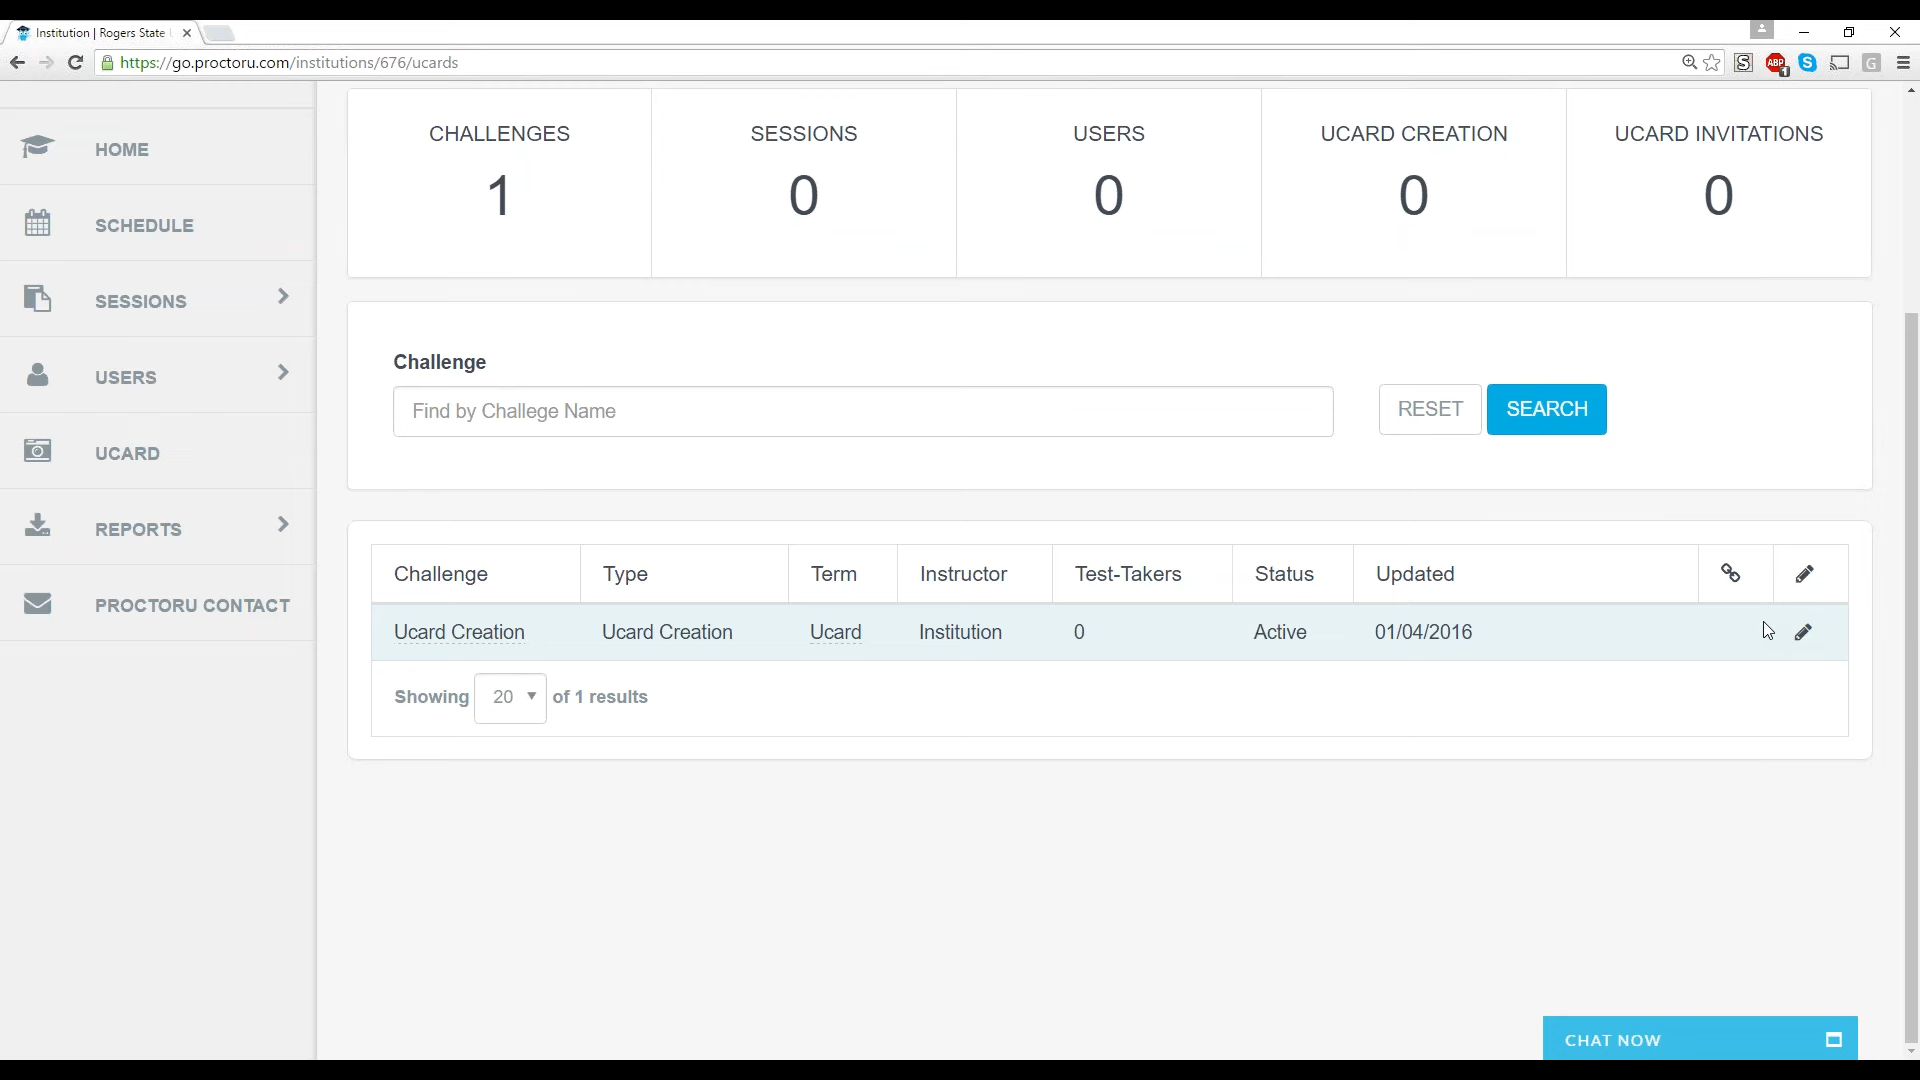 Institution | Rogers State
https://go.proctoru.com/institutions/676/ucards
ABP
1
HOME
SCHEDULE
SESSIONS
USERS
UCARD
REPORTS
PROCTORU CONTACT
CHALLENGES SESSIONS USERS UCARD CREATION UCARD INVITATIONS
1 0 0 0 0
Challenge
Find by Challege Name
RESET SEARCH
Challenge Type Term Instructor Test-Takers Status Updated
Ucard Creation Ucard Creation Ucard Institution 0 Active 01/04/2016
Showing 20 of 1 results
CHAT NOW